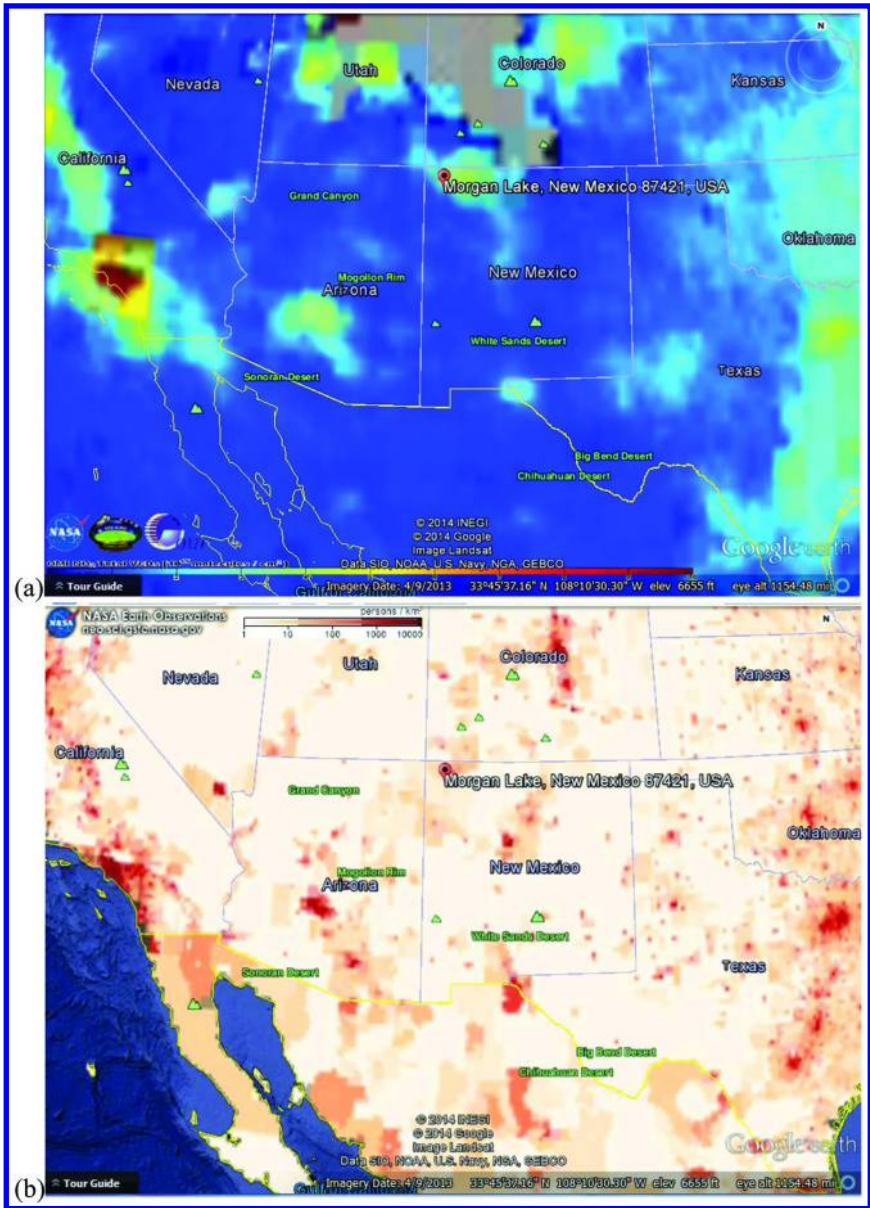 N
Nevada
Utah
Colorado
Kansas
California
Grand Canyon
Morgan Lake, New Mexico 87421, USA
Oklahoma
Mogollon Rim
Arizona
New Mexico
White Sands Desert
Sonoran Desert
Texas
Big Bend Desert
Chihuahuan Desert
© 2014 INEGI
© 2014 Google
Image Landsat
NASA
Google earth
Data SIO, NOAA, U.S. Navy, NGA, GEBCO
(a)
Tour Guide
Imagery Date: 4/9/2013 33°45'37.16" N 108°10'30.30" W elev 6655 ft eye alt 1154.48 mi
NASA
NASA Earth Observations
neo.sci.gsfc.nasa.gov
persons / km²
1 10 100 1000 10000
N
Nevada
Utah
Colorado
Kansas
California
Morgan Lake, New Mexico 87421, USA
Grand Canyon
Oklahoma
Mogollon Rim
Arizona
New Mexico
White Sands Desert
Sonoran Desert
Texas
Big Bend Desert
Chihuahuan Desert
© 2014 INEGI
© 2014 Google
Image Landsat
Google earth
Data SIO, NOAA, U.S. Navy, NGA, GEBCO
(b)
Tour Guide
Imagery Date: 4/9/2013 33°45'37.16" N 108°10'30.30" W elev 6655 ft eye alt 1154.48 mi